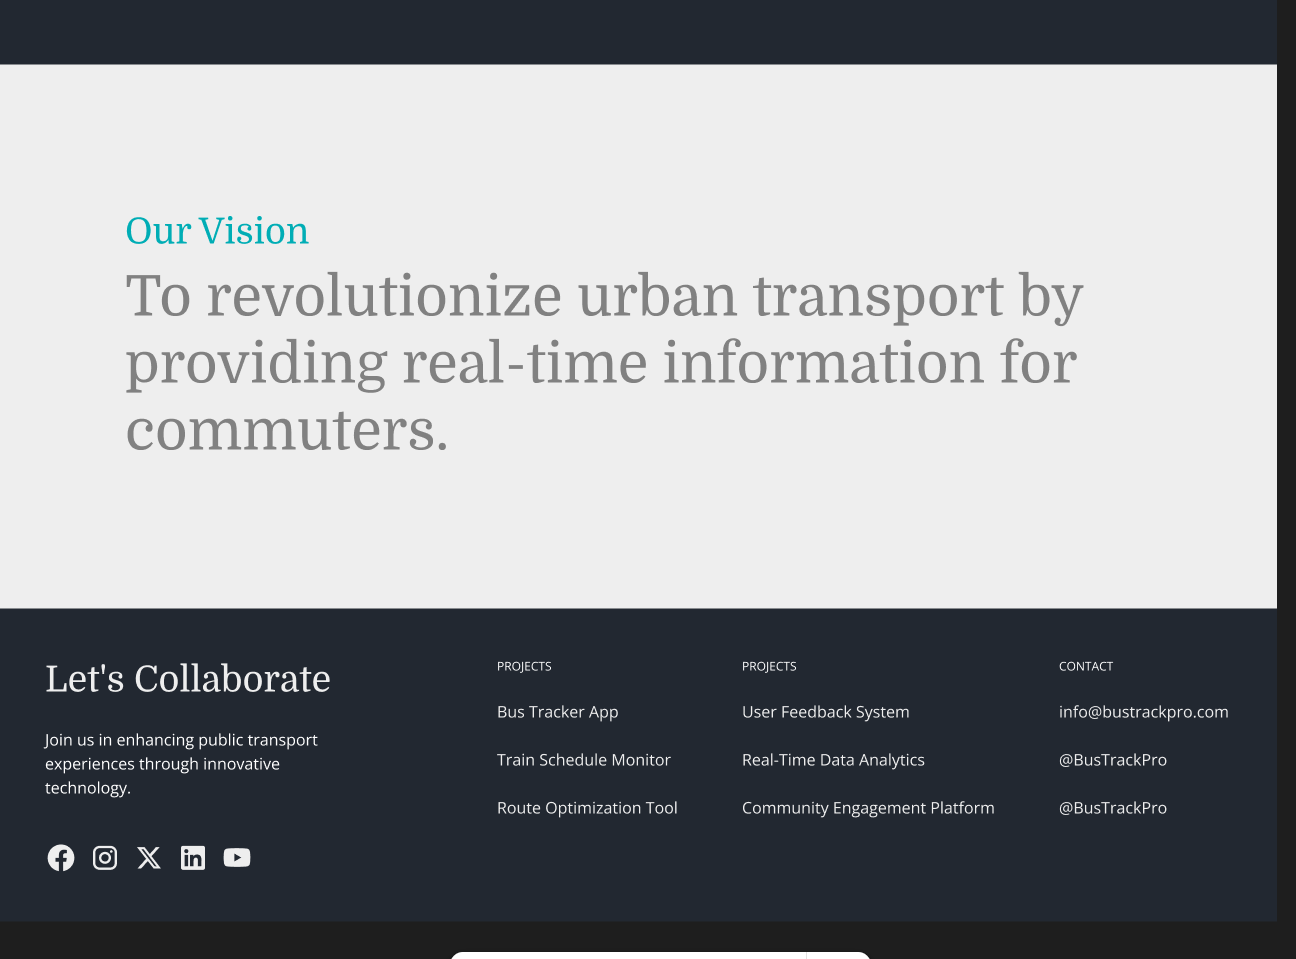 Our Vision
To revolutionize urban transport by
providing real-time information for
commuters.
Let's Collaborate
Join us in enhancing public transport
experiences through innovative
technology.
PROJECTS
Bus Tracker App
Train Schedule Monitor
Route Optimization Tool
PROJECTS
User Feedback System
Real-Time Data Analytics
Community Engagement Platform
CONTACT
info@bustrackpro.com
@BusTrackPro
@BusTrackPro